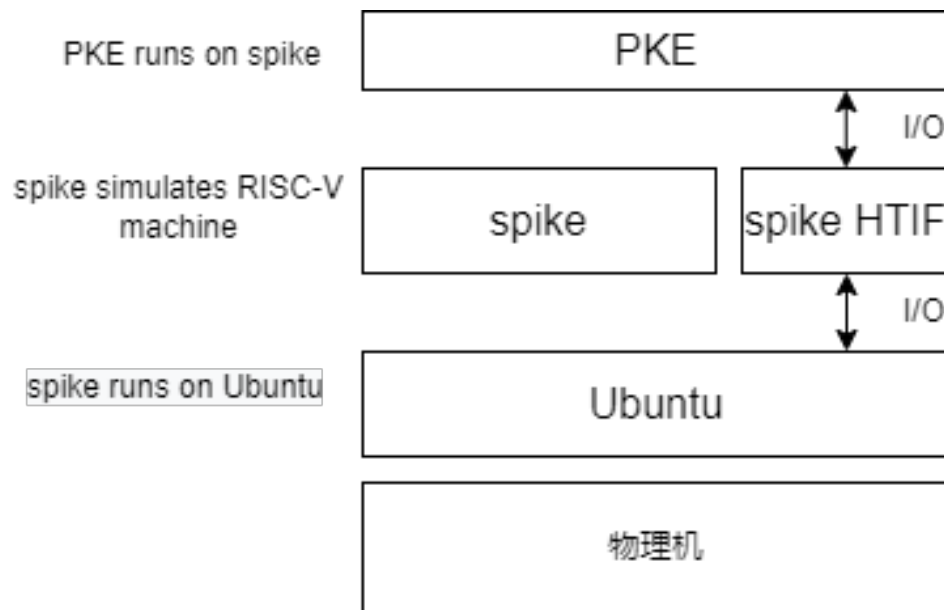 PKE runs on spike
PKE
I/O
spike simulates RISC-V
machine
spike
spike HTIF
I/O
spike runs on Ubuntu
Ubuntu
物理机